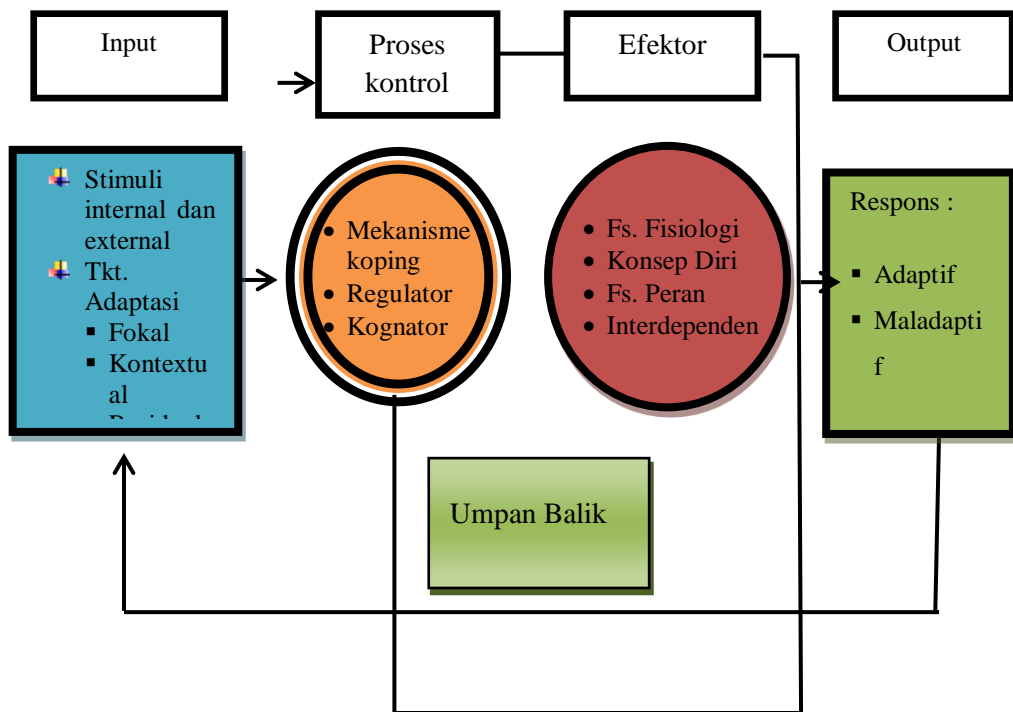 Input
Proses
kontrol
Efektor
Output
Stimuli
internal dan
external
Tkt.
Adaptasi
Fokal
Kontextu
al
• Mekanisme
koping
• Regulator
• Kognator
• Fs. Fisiologi
• Konsep Diri
• Fs. Peran
• Interdependen
Respons :
▪ Adaptif
▪ Maladapti
f
Umpan Balik